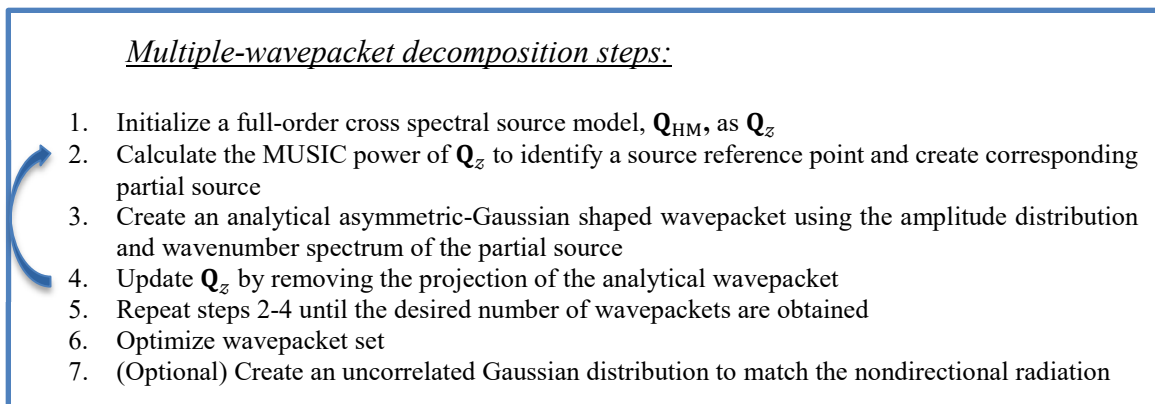 Multiple-wavepacket decomposition steps:
1. Initialize a full-order cross spectral source model, Q_HM, as Q_z
2. Calculate the MUSIC power of Q_z to identify a source reference point and create corresponding
partial source
3. Create an analytical asymmetric-Gaussian shaped wavepacket using the amplitude distribution
and wavenumber spectrum of the partial source
4. Update Q_z by removing the projection of the analytical wavepacket
5. Repeat steps 2-4 until the desired number of wavepackets are obtained
6. Optimize wavepacket set
7. (Optional) Create an uncorrelated Gaussian distribution to match the nondirectional radiation